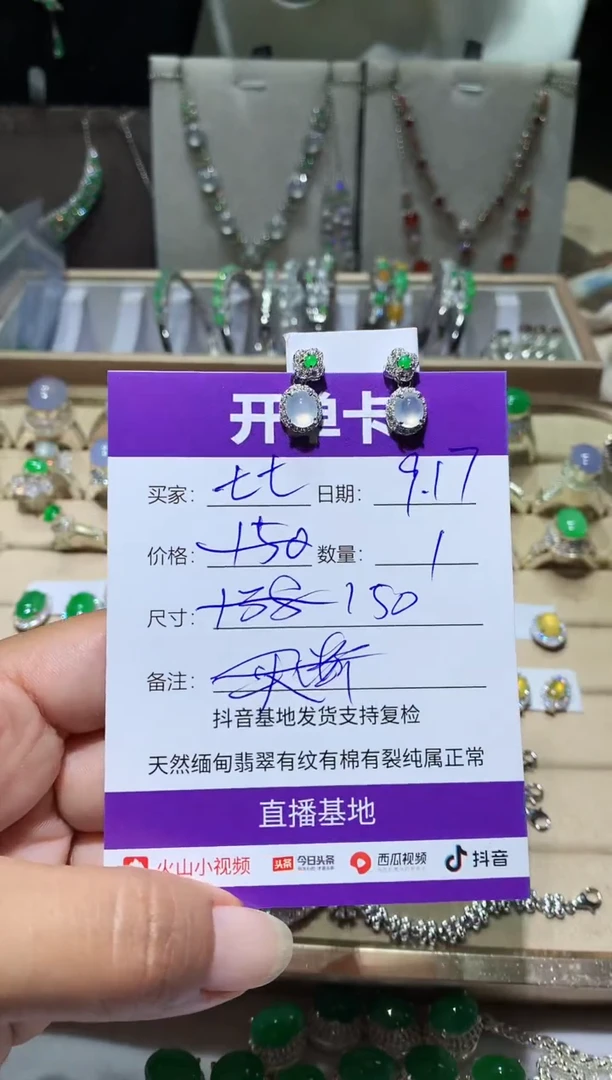 开单卡
买家: 七七 日期: 9.17
价格: 150 数量: 1
尺寸: 138 150
备注:
抖音基地发货支持复检
天然缅甸翡翠有纹有棉有裂纯属正常
直播基地
火山小视频 头条 今日头条 西瓜视频 抖音